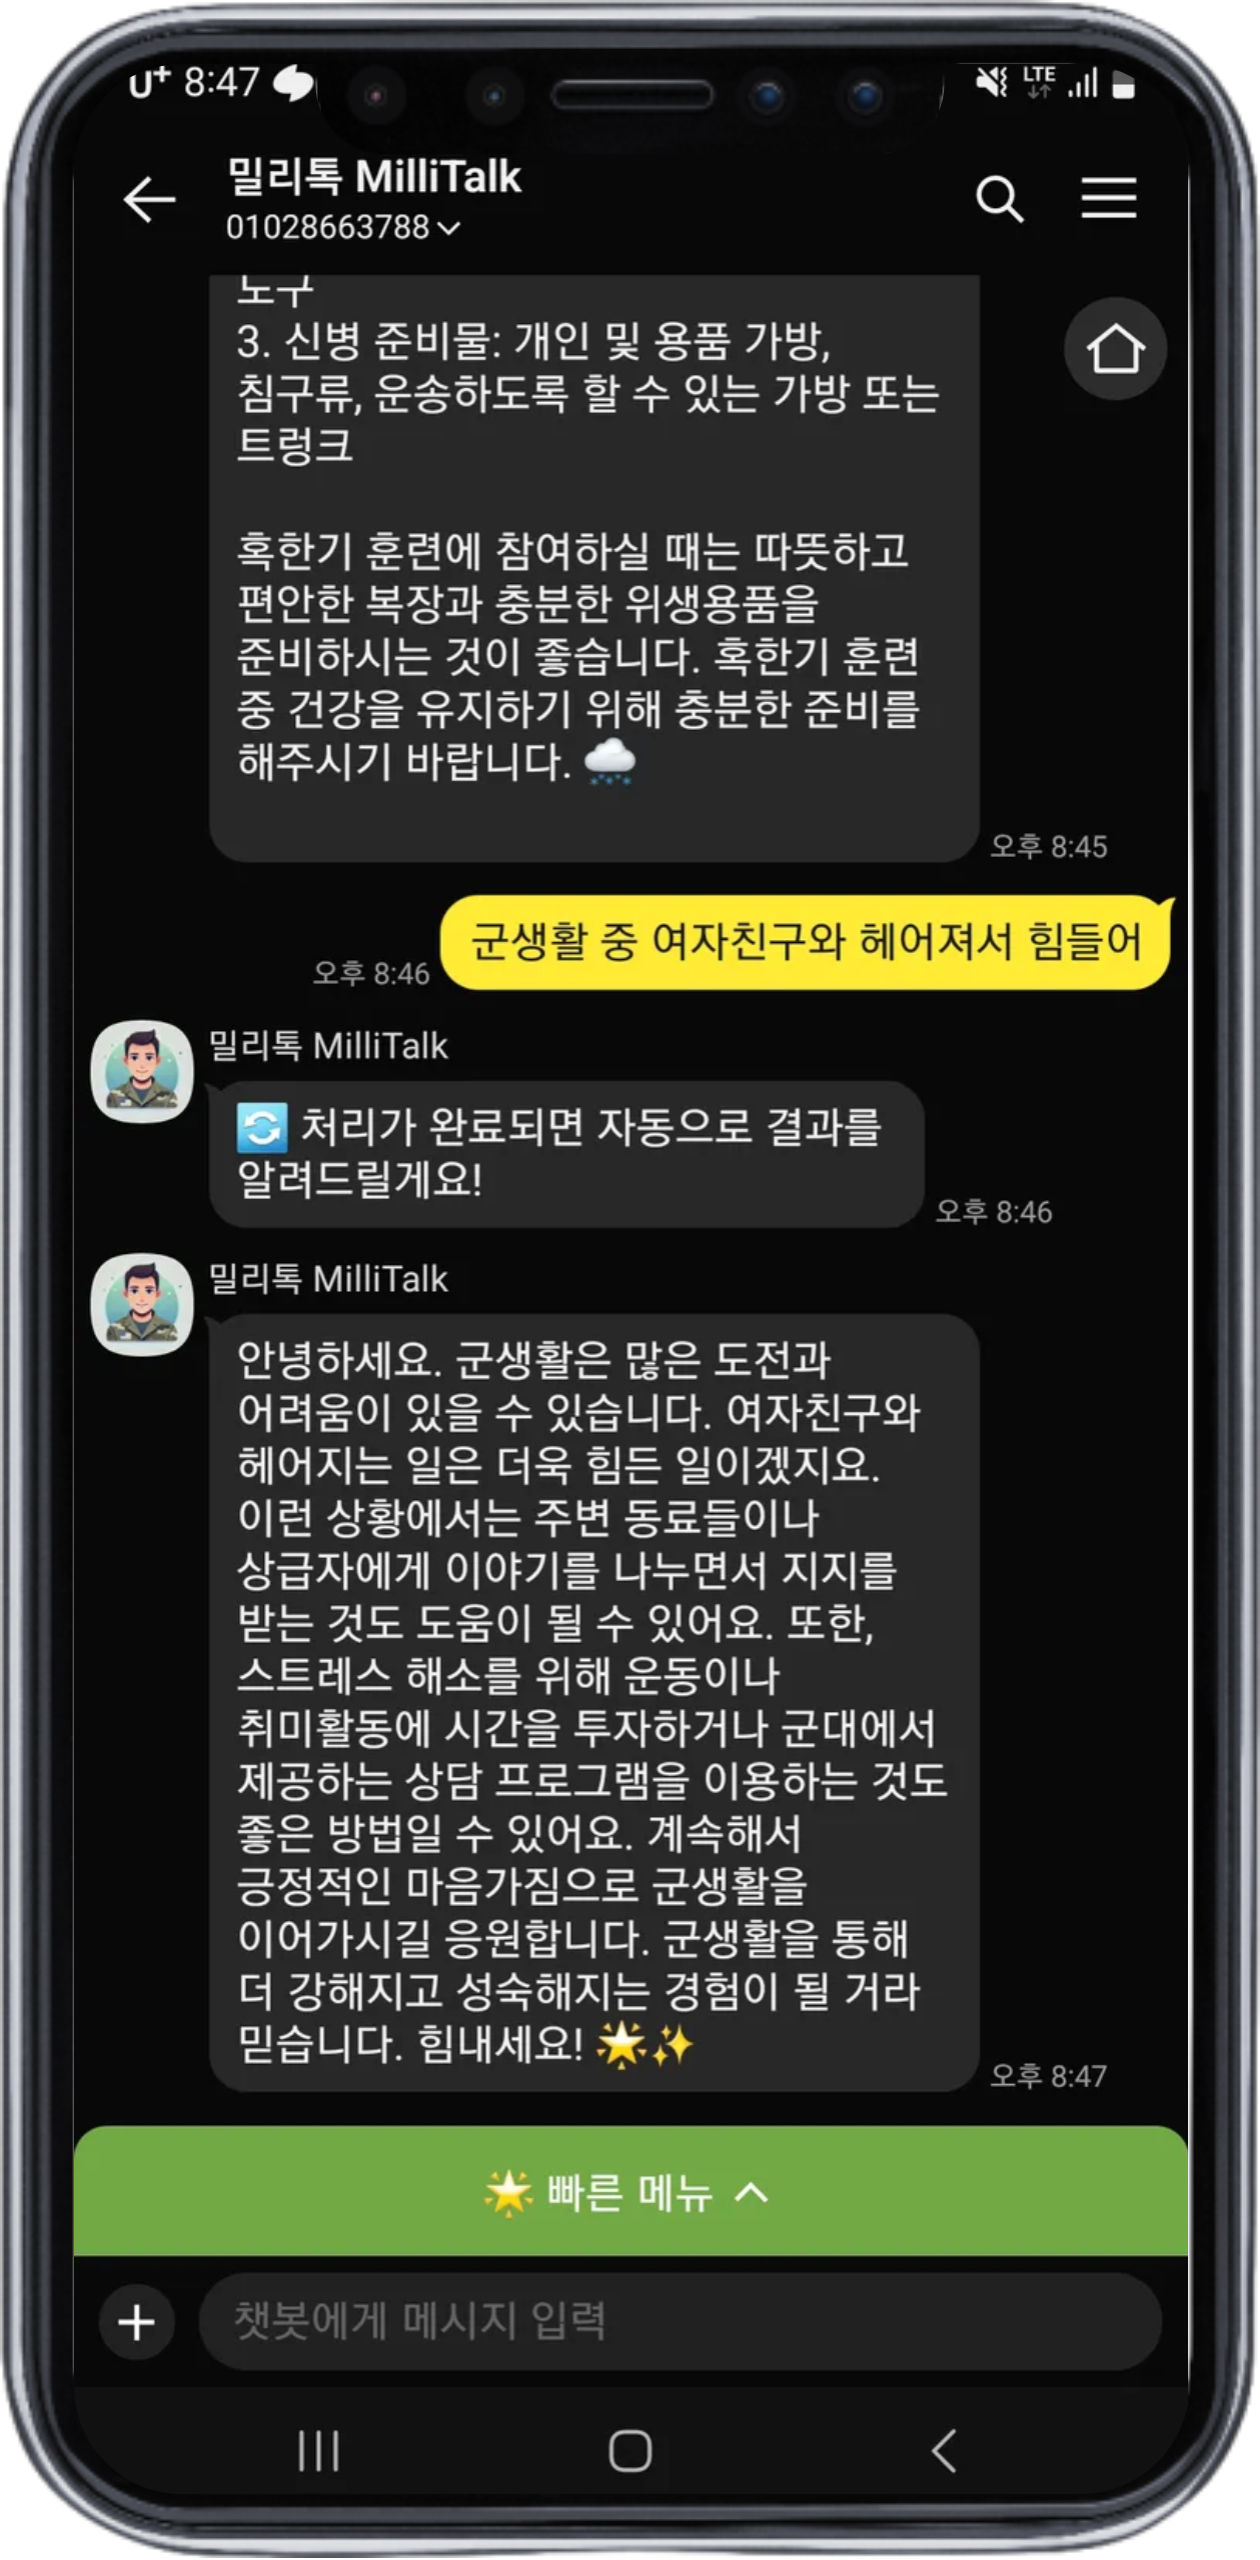 U+ 8:47 LTE
밀리톡 MilliTalk
01028663788
도구
3. 신병 준비물: 개인 및 용품 가방,
침구류, 운송하도록 할 수 있는 가방 또는
트렁크
혹한기 훈련에 참여하실 때는 따뜻하고
편안한 복장과 충분한 위생용품을
준비하시는 것이 좋습니다. 혹한기 훈련
중 건강을 유지하기 위해 충분한 준비를
해주시기 바랍니다. 🌨️
오후 8:45
군생활 중 여자친구와 헤어져서 힘들어
오후 8:46
밀리톡 MilliTalk
🔄 처리가 완료되면 자동으로 결과를
알려드릴게요!
오후 8:46
밀리톡 MilliTalk
안녕하세요. 군생활은 많은 도전과
어려움이 있을 수 있습니다. 여자친구와
헤어지는 일은 더욱 힘든 일이겠지요.
이런 상황에서는 주변 동료들이나
상급자에게 이야기를 나누면서 지지를
받는 것도 도움이 될 수 있어요. 또한,
스트레스 해소를 위해 운동이나
취미활동에 시간을 투자하거나 군대에서
제공하는 상담 프로그램을 이용하는 것도
좋은 방법일 수 있어요. 계속해서
긍정적인 마음가짐으로 군생활을
이어가시길 응원합니다. 군생활을 통해
더 강해지고 성숙해지는 경험이 될 거라
믿습니다. 힘내세요! 🌟✨
오후 8:47
🌟 빠른 메뉴
챗봇에게 메시지 입력